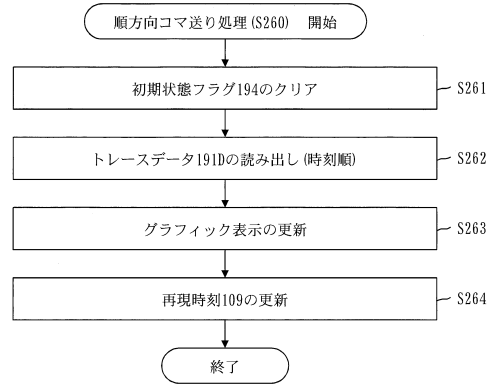 順方向コマ送り処理(S260) 開始
初期状態フラグ194のクリア
S261
トレースデータ191Dの読み出し(時刻順)
S262
グラフィック表示の更新
S263
再現時刻109の更新
S264
終了